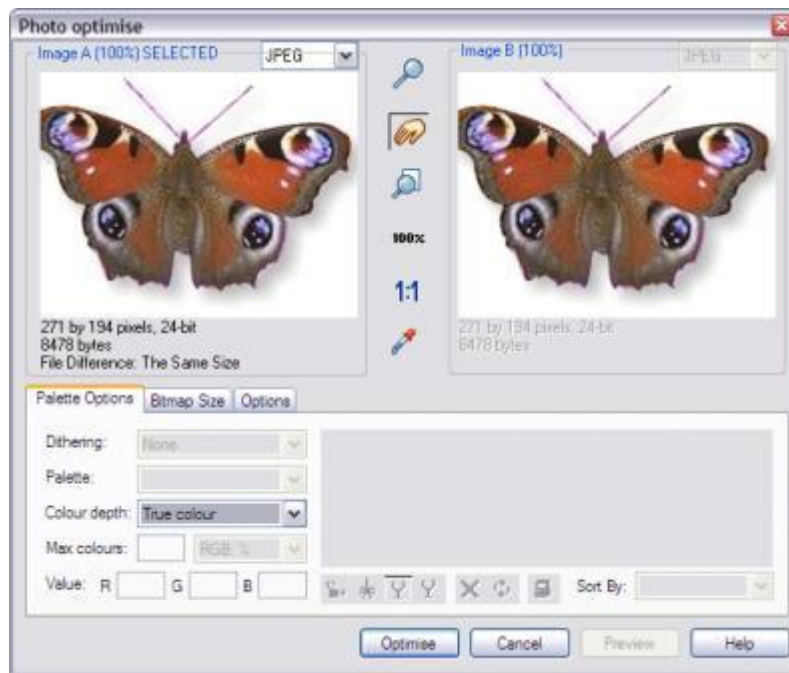 Photo optimise
Image A (100%) SELECTED
JPEG
Image B (100%)
JPEG
100%
1:1
271 by 194 pixels, 24-bit
8478 bytes
File Difference: The Same Size
271 by 194 pixels, 24-bit
8478 bytes
Palette Options
Bitmap Size
Options
Dithering: None
Palette:
Colour depth: True colour
Max colours: RGB: %
Value: R G B
Sort By:
Optimise
Cancel
Preview
Help